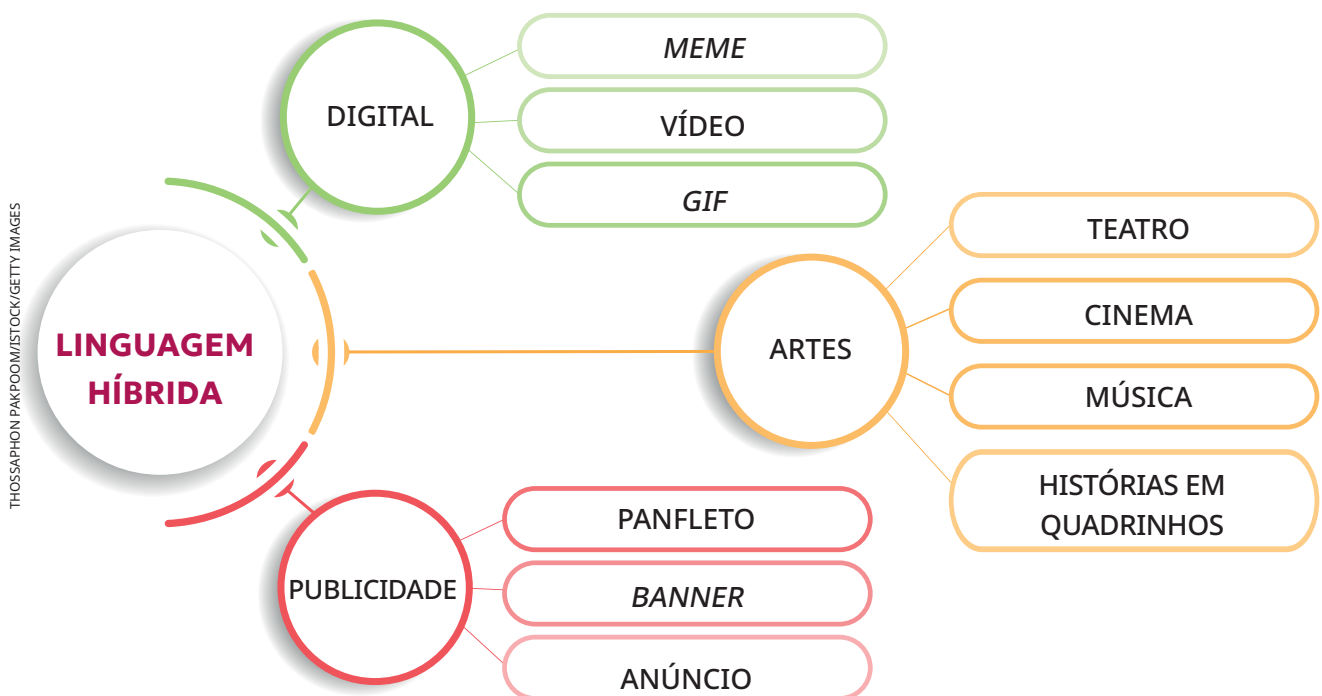 DIGITAL
MEME
VÍDEO
GIF
LINGUAGEM
HÍBRIDA
ARTES
TEATRO
CINEMA
MÚSICA
HISTÓRIAS EM
QUADRINHOS
PUBLICIDADE
PANFLETO
BANNER
ANÚNCIO
THOSSAPHON PAKPOOM/ISTOCK/GETTY IMAGES